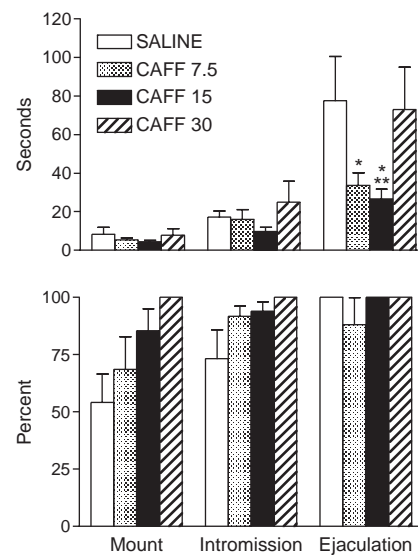 120
100
80
60
40
20
0
Seconds
SALINE
CAFF 7.5
CAFF 15
CAFF 30
*
*
**
100
75
50
25
0
Percent
Mount Intromission Ejaculation